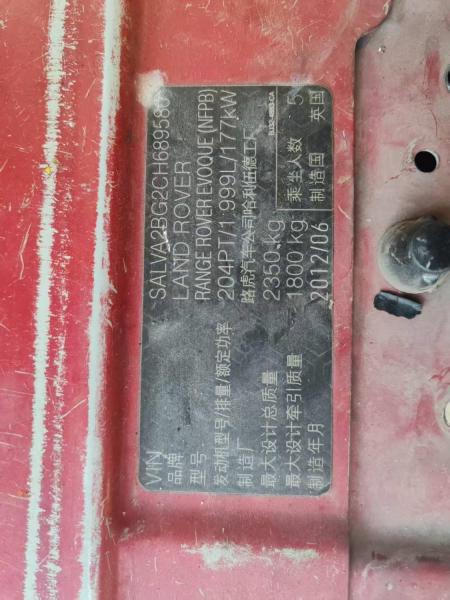 VIN SALVA2BG2CH689580
品牌 LAND ROVER
型号 RANGE ROVER EVOQUE (NFPB)
发动机型号/排量/额定功率 204PT/1.999L/177kW
制造厂 路虎汽车公司哈利伍德工厂
最大设计总质量 2350 kg 乘坐人数 5
最大设计牵引质量 1800 kg 制造国 英国
制造年月 2012/06